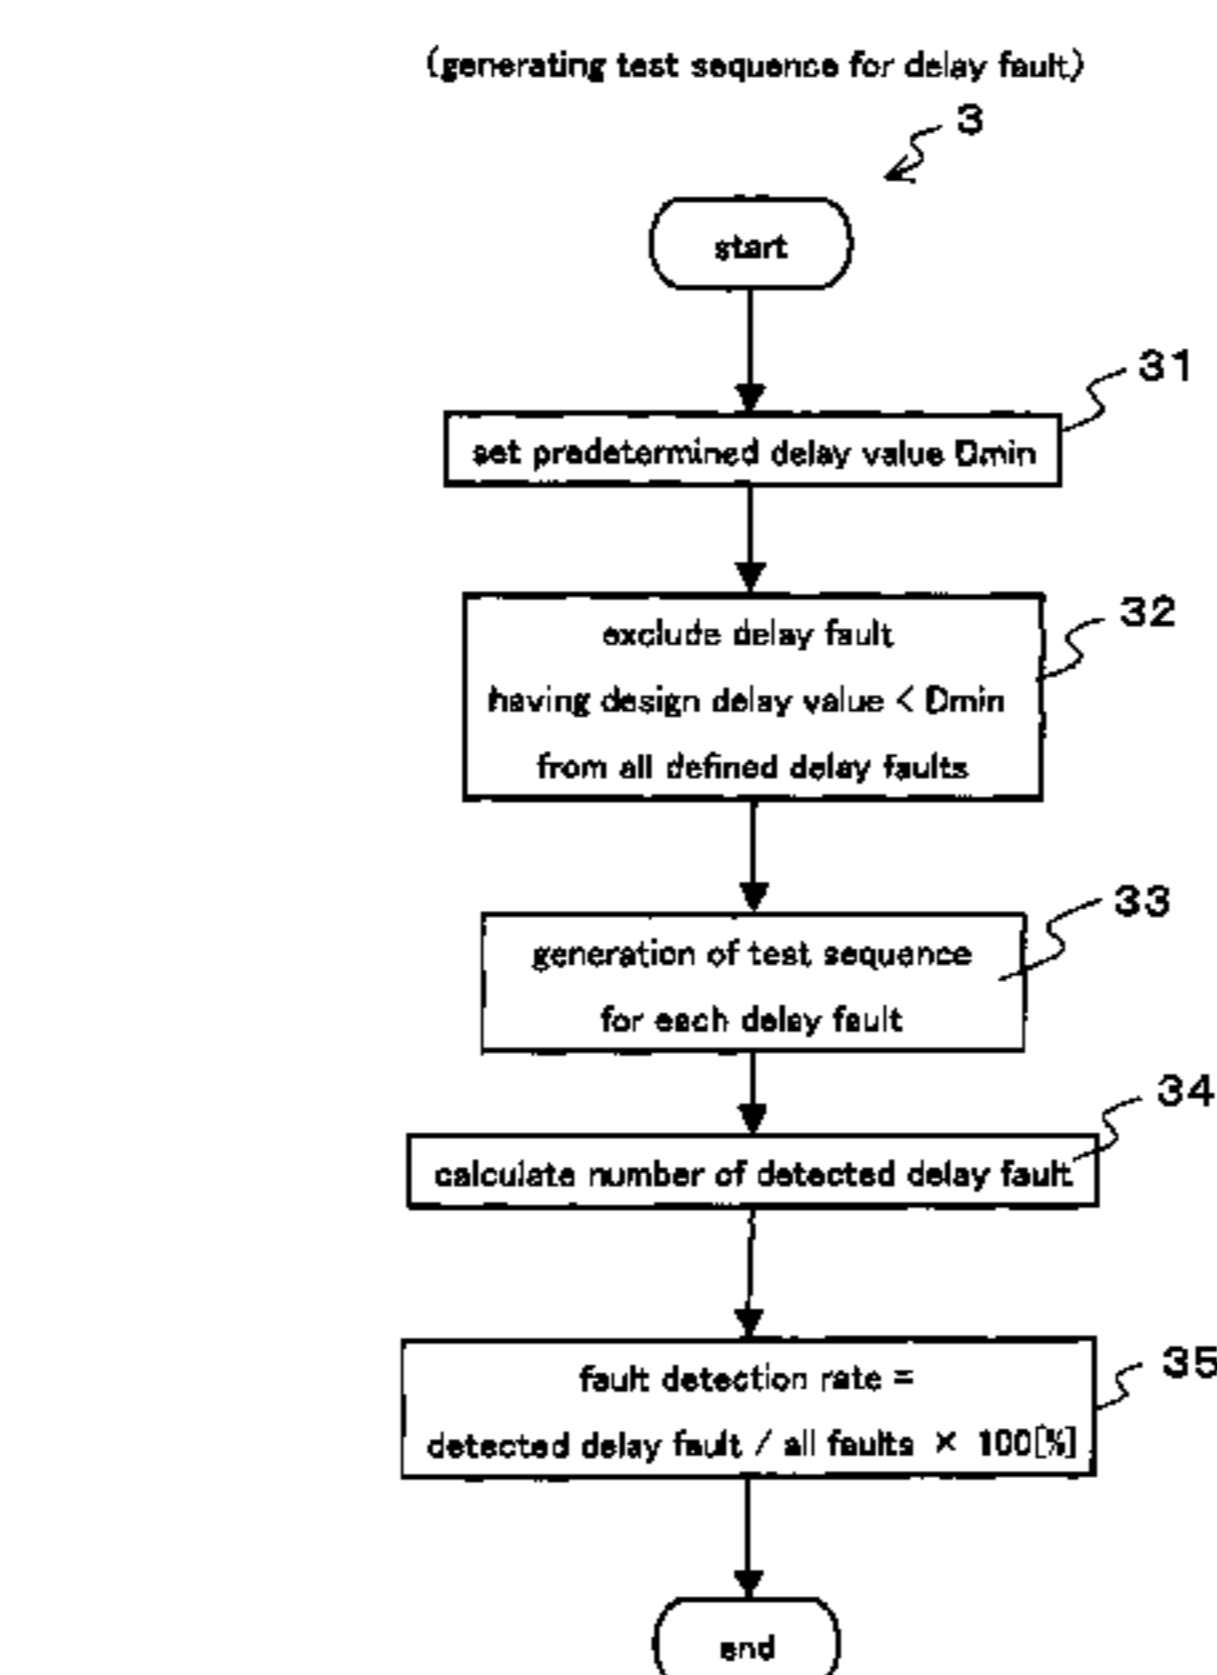 (generating test sequence for delay fault)
3
start
31
set predetermined delay value Dmin
32
exclude delay fault
having design delay value < Dmin
from all defined delay faults
33
generation of test sequence
for each delay fault
34
calculate number of detected delay fault
35
fault detection rate =
detected delay fault / all faults × 100[%]
end